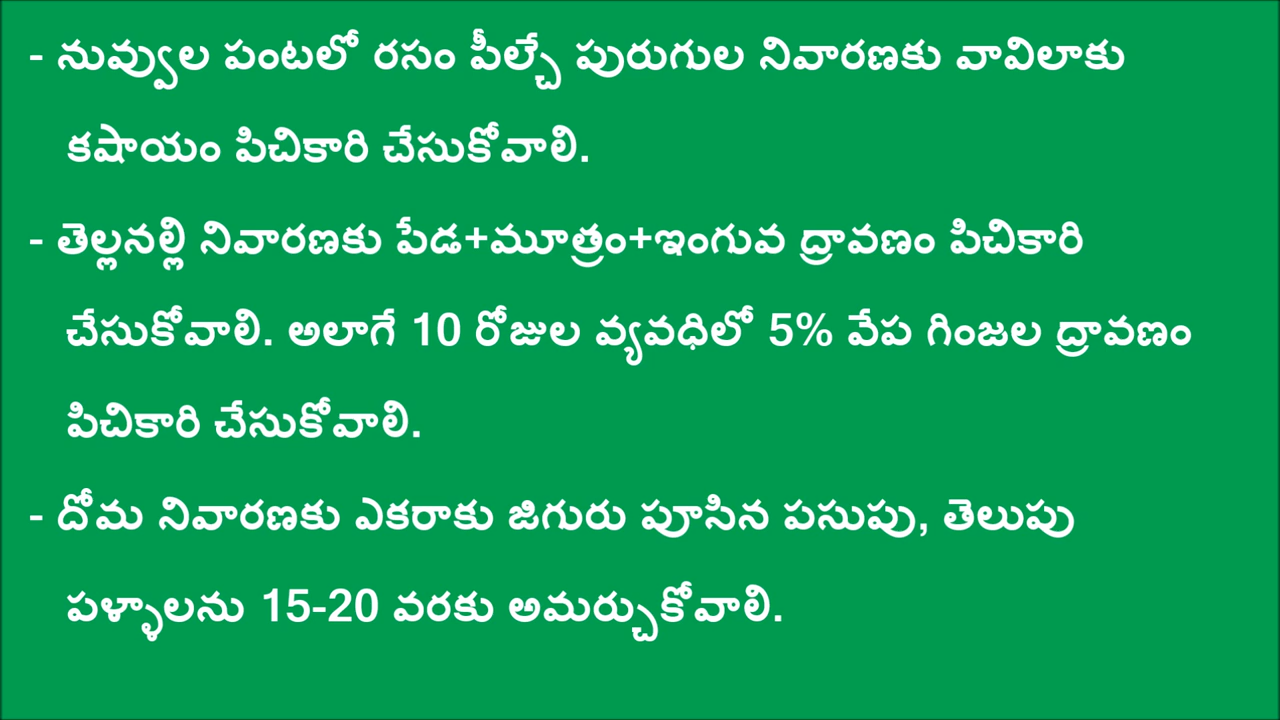 - నువ్వుల పంటలో రసం పీల్చే పురుగుల నివారణకు వావిలాకు
కషాయం పిచికారి చేసుకోవాలి.
- తెల్లనల్లి నివారణకు పేడ+మూత్రం+ఇంగువ ద్రావణం పిచికారి
చేసుకోవాలి. అలాగే 10 రోజుల వ్యవధిలో 5% వేప గింజల ద్రావణం
పిచికారి చేసుకోవాలి.
- దోమ నివారణకు ఎకరాకు జిగురు పూసిన పసుపు, తెలుపు
పళ్ళాలను 15-20 వరకు అమర్చుకోవాలి.